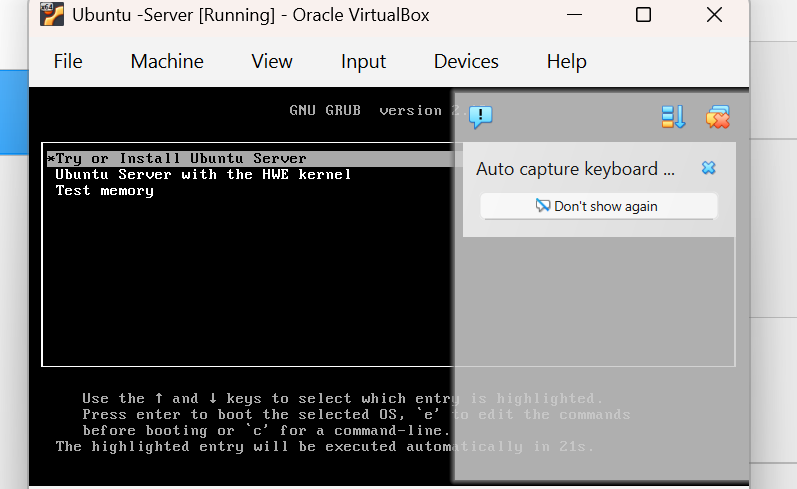 Ubuntu -Server [Running] - Oracle VirtualBox
File Machine View Input Devices Help
GNU GRUB version 2.
*Try or Install Ubuntu Server
Ubuntu Server with the HWE kernel
Test memory
Auto capture keyboard ...
Don't show again
Use the ↑ and ↓ keys to select which entry is highlighted.
Press enter to boot the selected OS, `e' to edit the commands
before booting or `c' for a command-line.
The highlighted entry will be executed automatically in 21s.